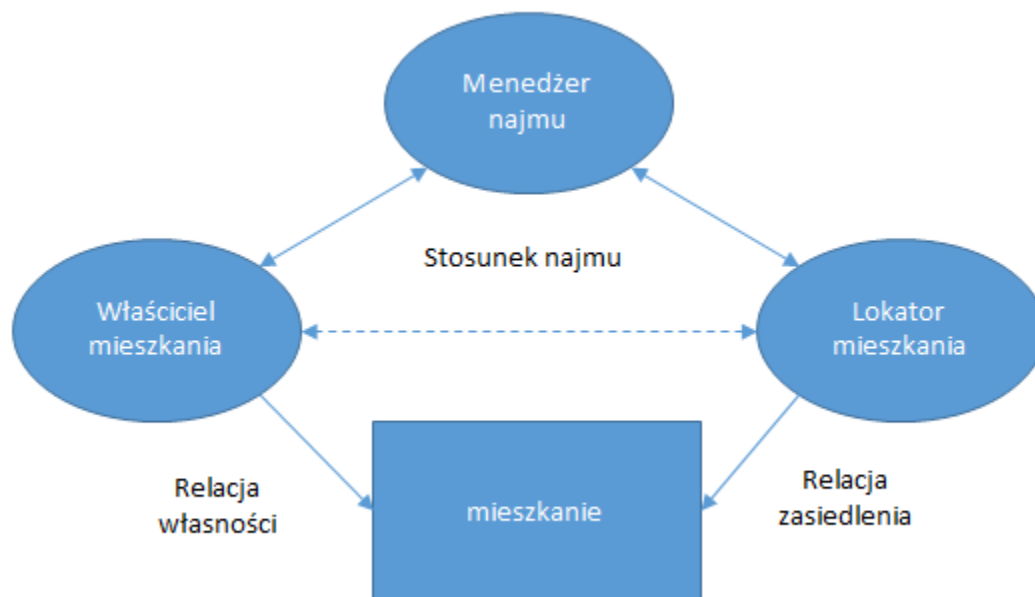 Menedżer
najmu
Stosunek najmu
Właściciel
mieszkania
Lokator
mieszkania
Relacja
własności
mieszkanie
Relacja
zasiedlenia